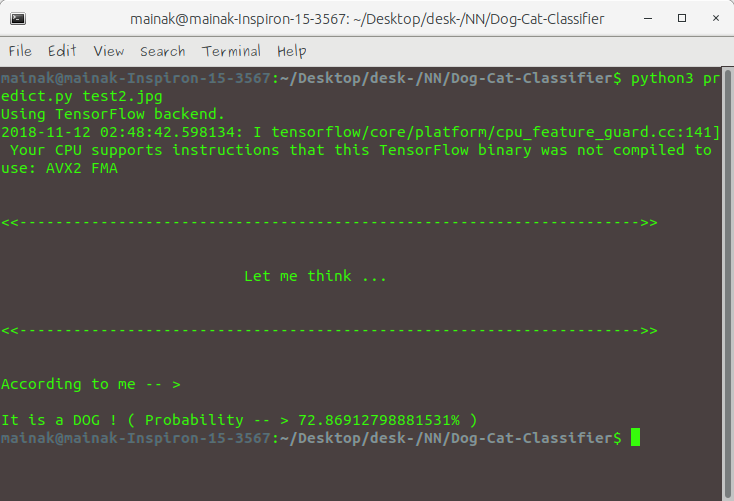 mainak@mainak-Inspiron-15-3567: ~/Desktop/desk-/NN/Dog-Cat-Classifier
File Edit View Search Terminal Help
mainak@mainak-Inspiron-15-3567:~/Desktop/desk-/NN/Dog-Cat-Classifier$ python3 pr
edict.py test2.jpg
Using TensorFlow backend.
2018-11-12 02:48:42.598134: I tensorflow/core/platform/cpu_feature_guard.cc:141]
 Your CPU supports instructions that this TensorFlow binary was not compiled to
use: AVX2 FMA
<<--------------------------------------------------------------------->>
Let me think ...
<<--------------------------------------------------------------------->>
According to me -- >
It is a DOG ! ( Probability -- > 72.86912798881531% )
mainak@mainak-Inspiron-15-3567:~/Desktop/desk-/NN/Dog-Cat-Classifier$